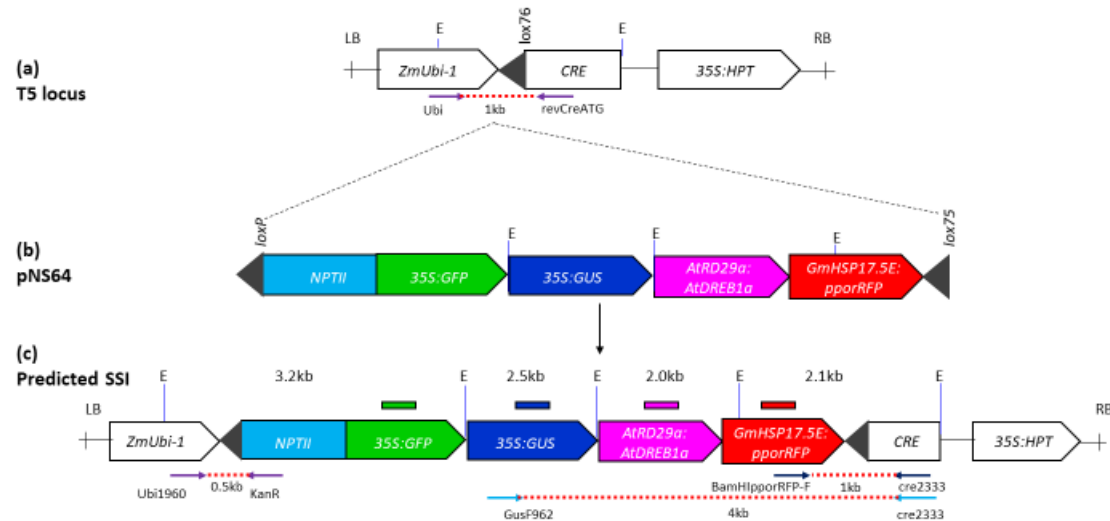 (a)
T5 locus
LB
E
lox76
E
RB
ZmUbi-1
CRE
35S:HPT
Ubi
1kb
revCreATG
(b)
pNS64
loxP
E
E
E
lox75
NPTII
35S:GFP
35S:GUS
AtRD29a:
AtDREB1a
GmHSP17.5E:
pporRFP
(c)
Predicted SSI
LB
E
3.2kb
E
2.5kb
E
2.0kb
E
2.1kb
E
RB
ZmUbi-1
NPTII
35S:GFP
35S:GUS
AtRD29a:
AtDREB1a
GmHSP17.5E:
pporRFP
CRE
35S:HPT
Ubi1960
0.5kb
KanR
BamHIpporRFP-F
1kb
cre2333
GusF962
4kb
cre2333